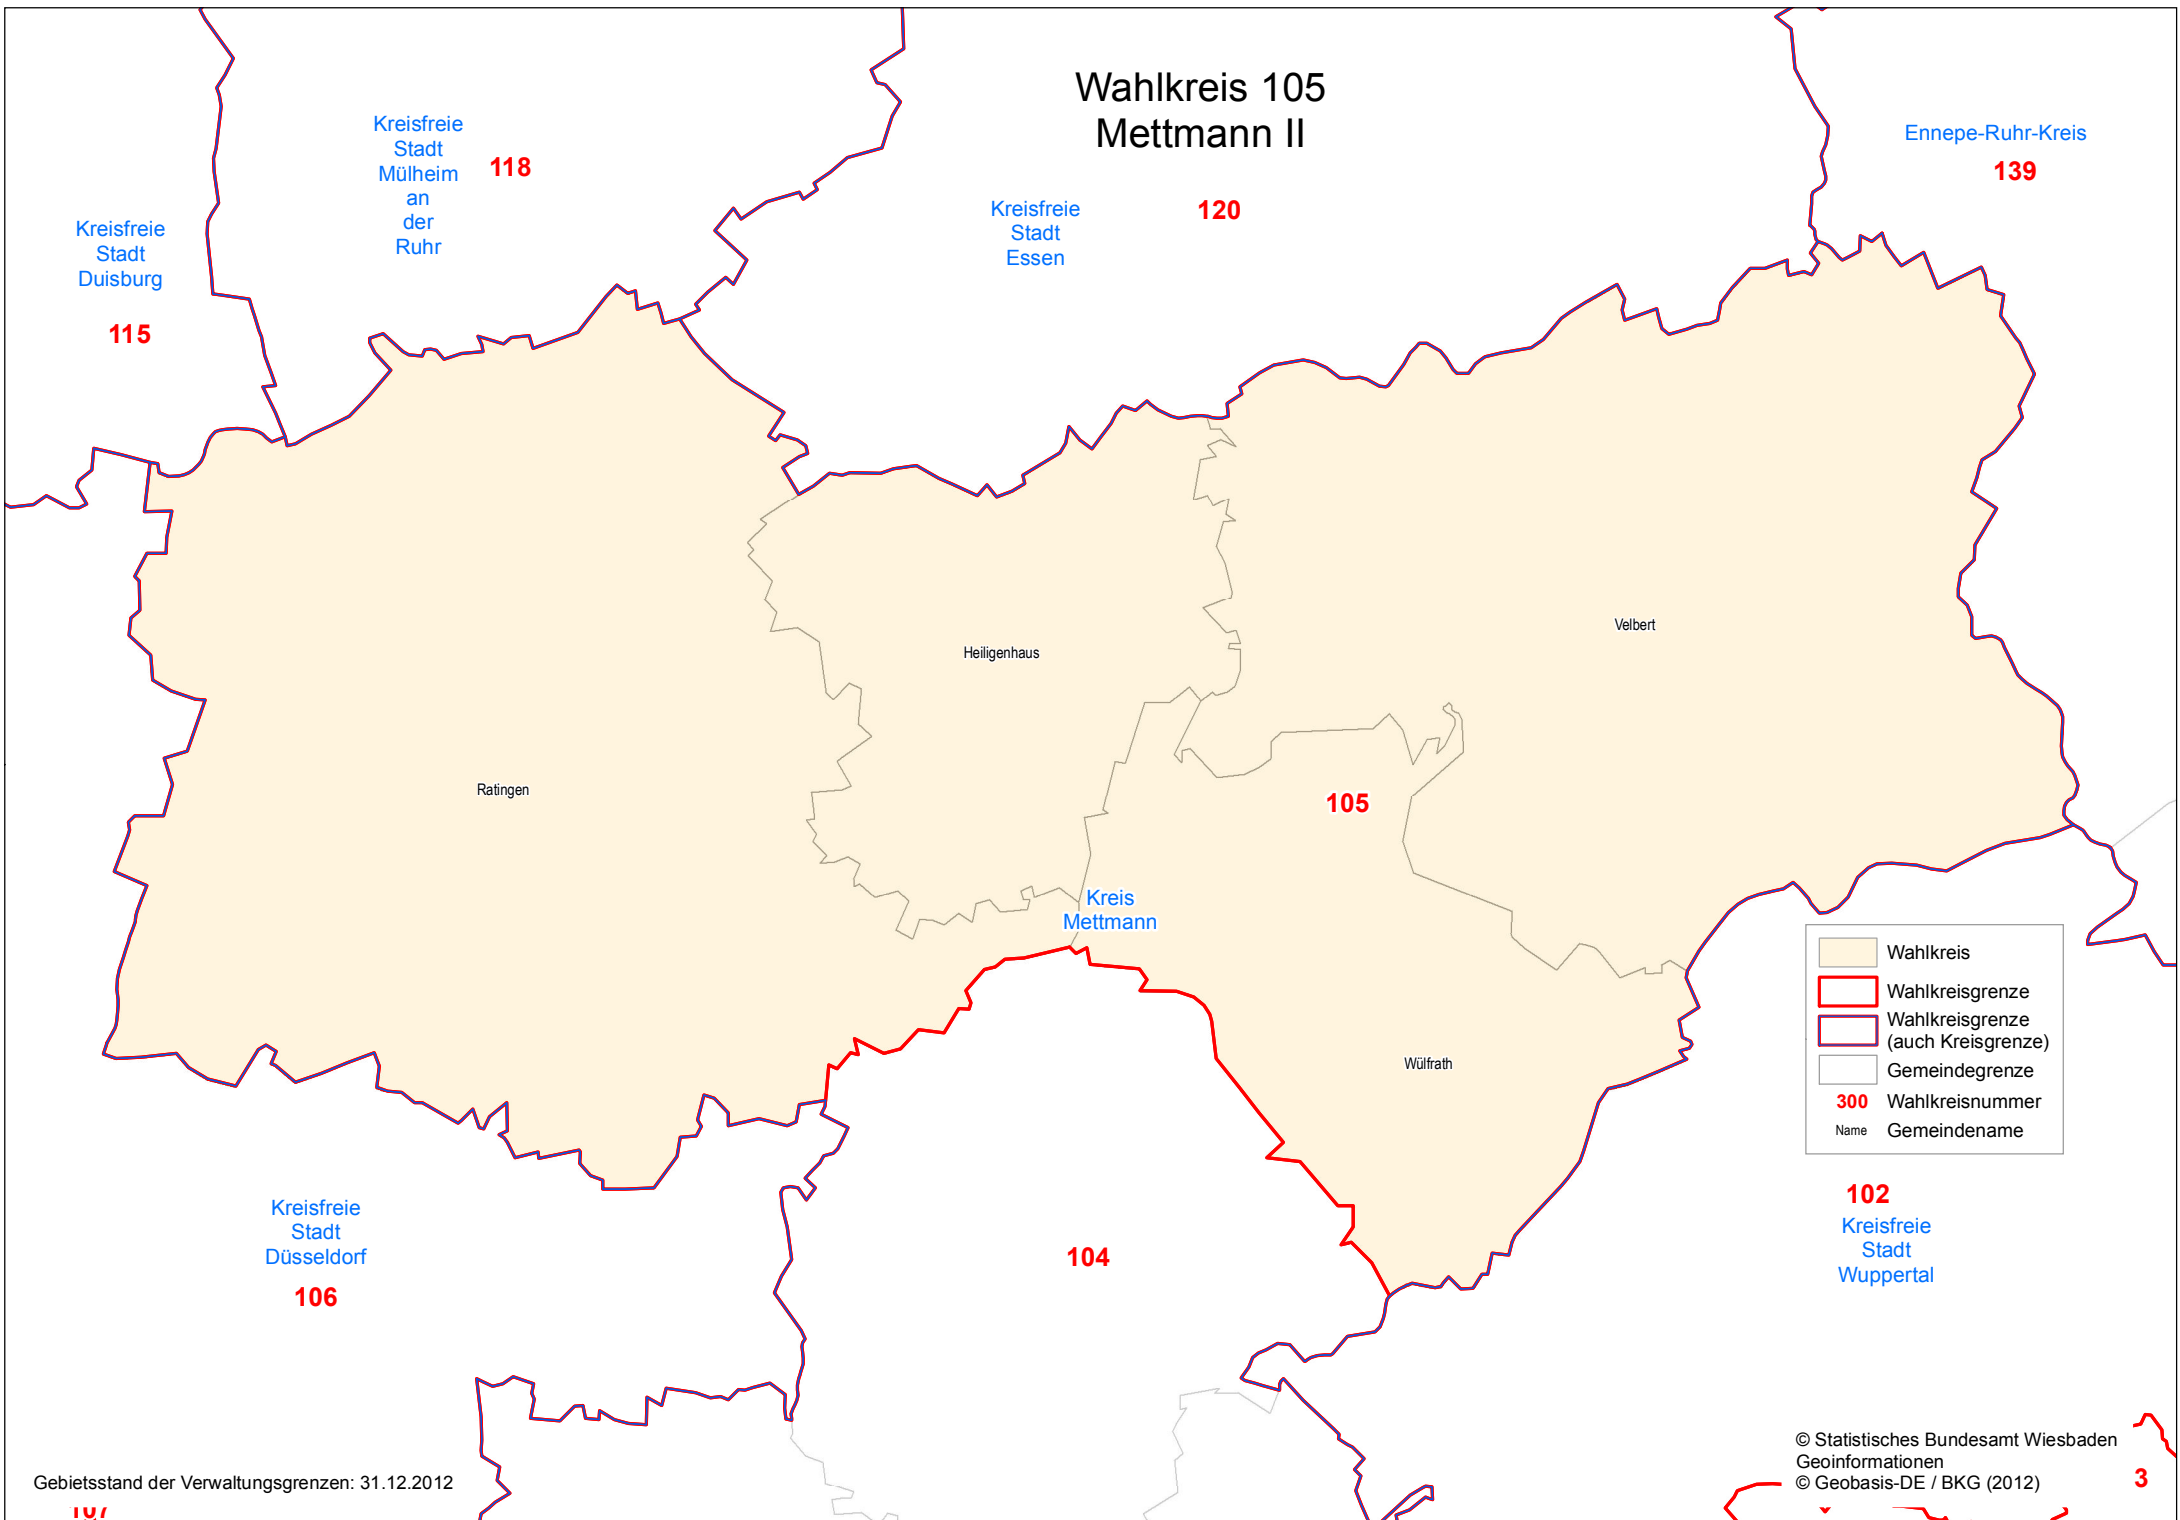 Wahlkreis 105
Mettmann II
Kreisfreie
Stadt
Mülheim
an
der
Ruhr
118
Ennepe-Ruhr-Kreis
139
Kreisfreie
Stadt
Essen
120
Kreisfreie
Stadt
Duisburg
115
Velbert
Heiligenhaus
Ratingen
105
Kreis
Mettmann
Wülfrath
Wahlkreis
Wahlkreisgrenze
Wahlkreisgrenze
(auch Kreisgrenze)
Gemeindegrenze
300 Wahlkreisnummer
Name Gemeindename
102
Kreisfreie
Stadt
Wuppertal
Kreisfreie
Stadt
Düsseldorf
106
104
© Statistisches Bundesamt Wiesbaden
Geoinformationen
© Geobasis-DE / BKG (2012)
3
Gebietsstand der Verwaltungsgrenzen: 31.12.2012
107